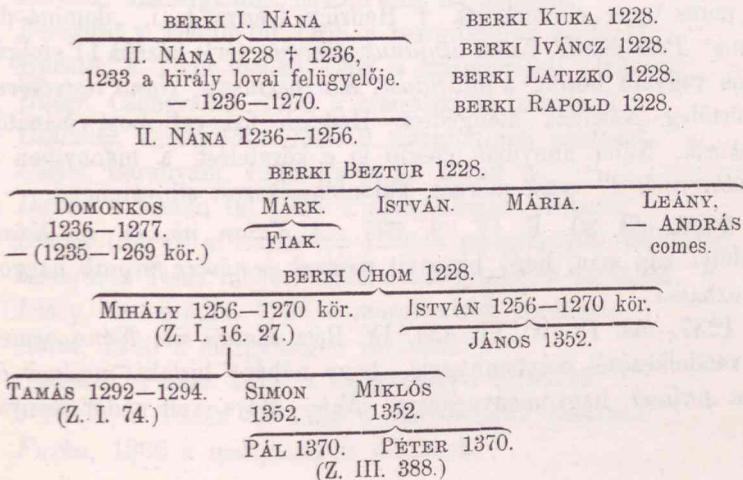 BERKI I. NÁNA
II. NÁNA 1228 † 1236,
1233 a király lovai felügyelője.
— 1236—1270.
II. NÁNA 1236—1256.
BERKI KUKA 1228.
BERKI IVÁNCZ 1228.
BERKI LATIZKO 1228.
BERKI RAPOLD 1228.
BERKI BEZTUR 1228.
DOMONKOS
1236—1277.
— (1235—1269 kör.)
MÁRK.
FIAK.
ISTVÁN.
MÁRIA.
LEÁNY,
ANDRÁS
comes.
BERKI CHOM 1228.
MIHÁLY 1256—1270 kör.
(Z. I. 16. 27.)
ISTVÁN 1256—1270 kör.
JÁNOS 1352.
TAMÁS 1292—1294.
(Z. I. 74.)
SIMON
1352.
MIKLÓS
1352.
PÁL 1370.
PÉTER 1370.
(Z. III. 388.)